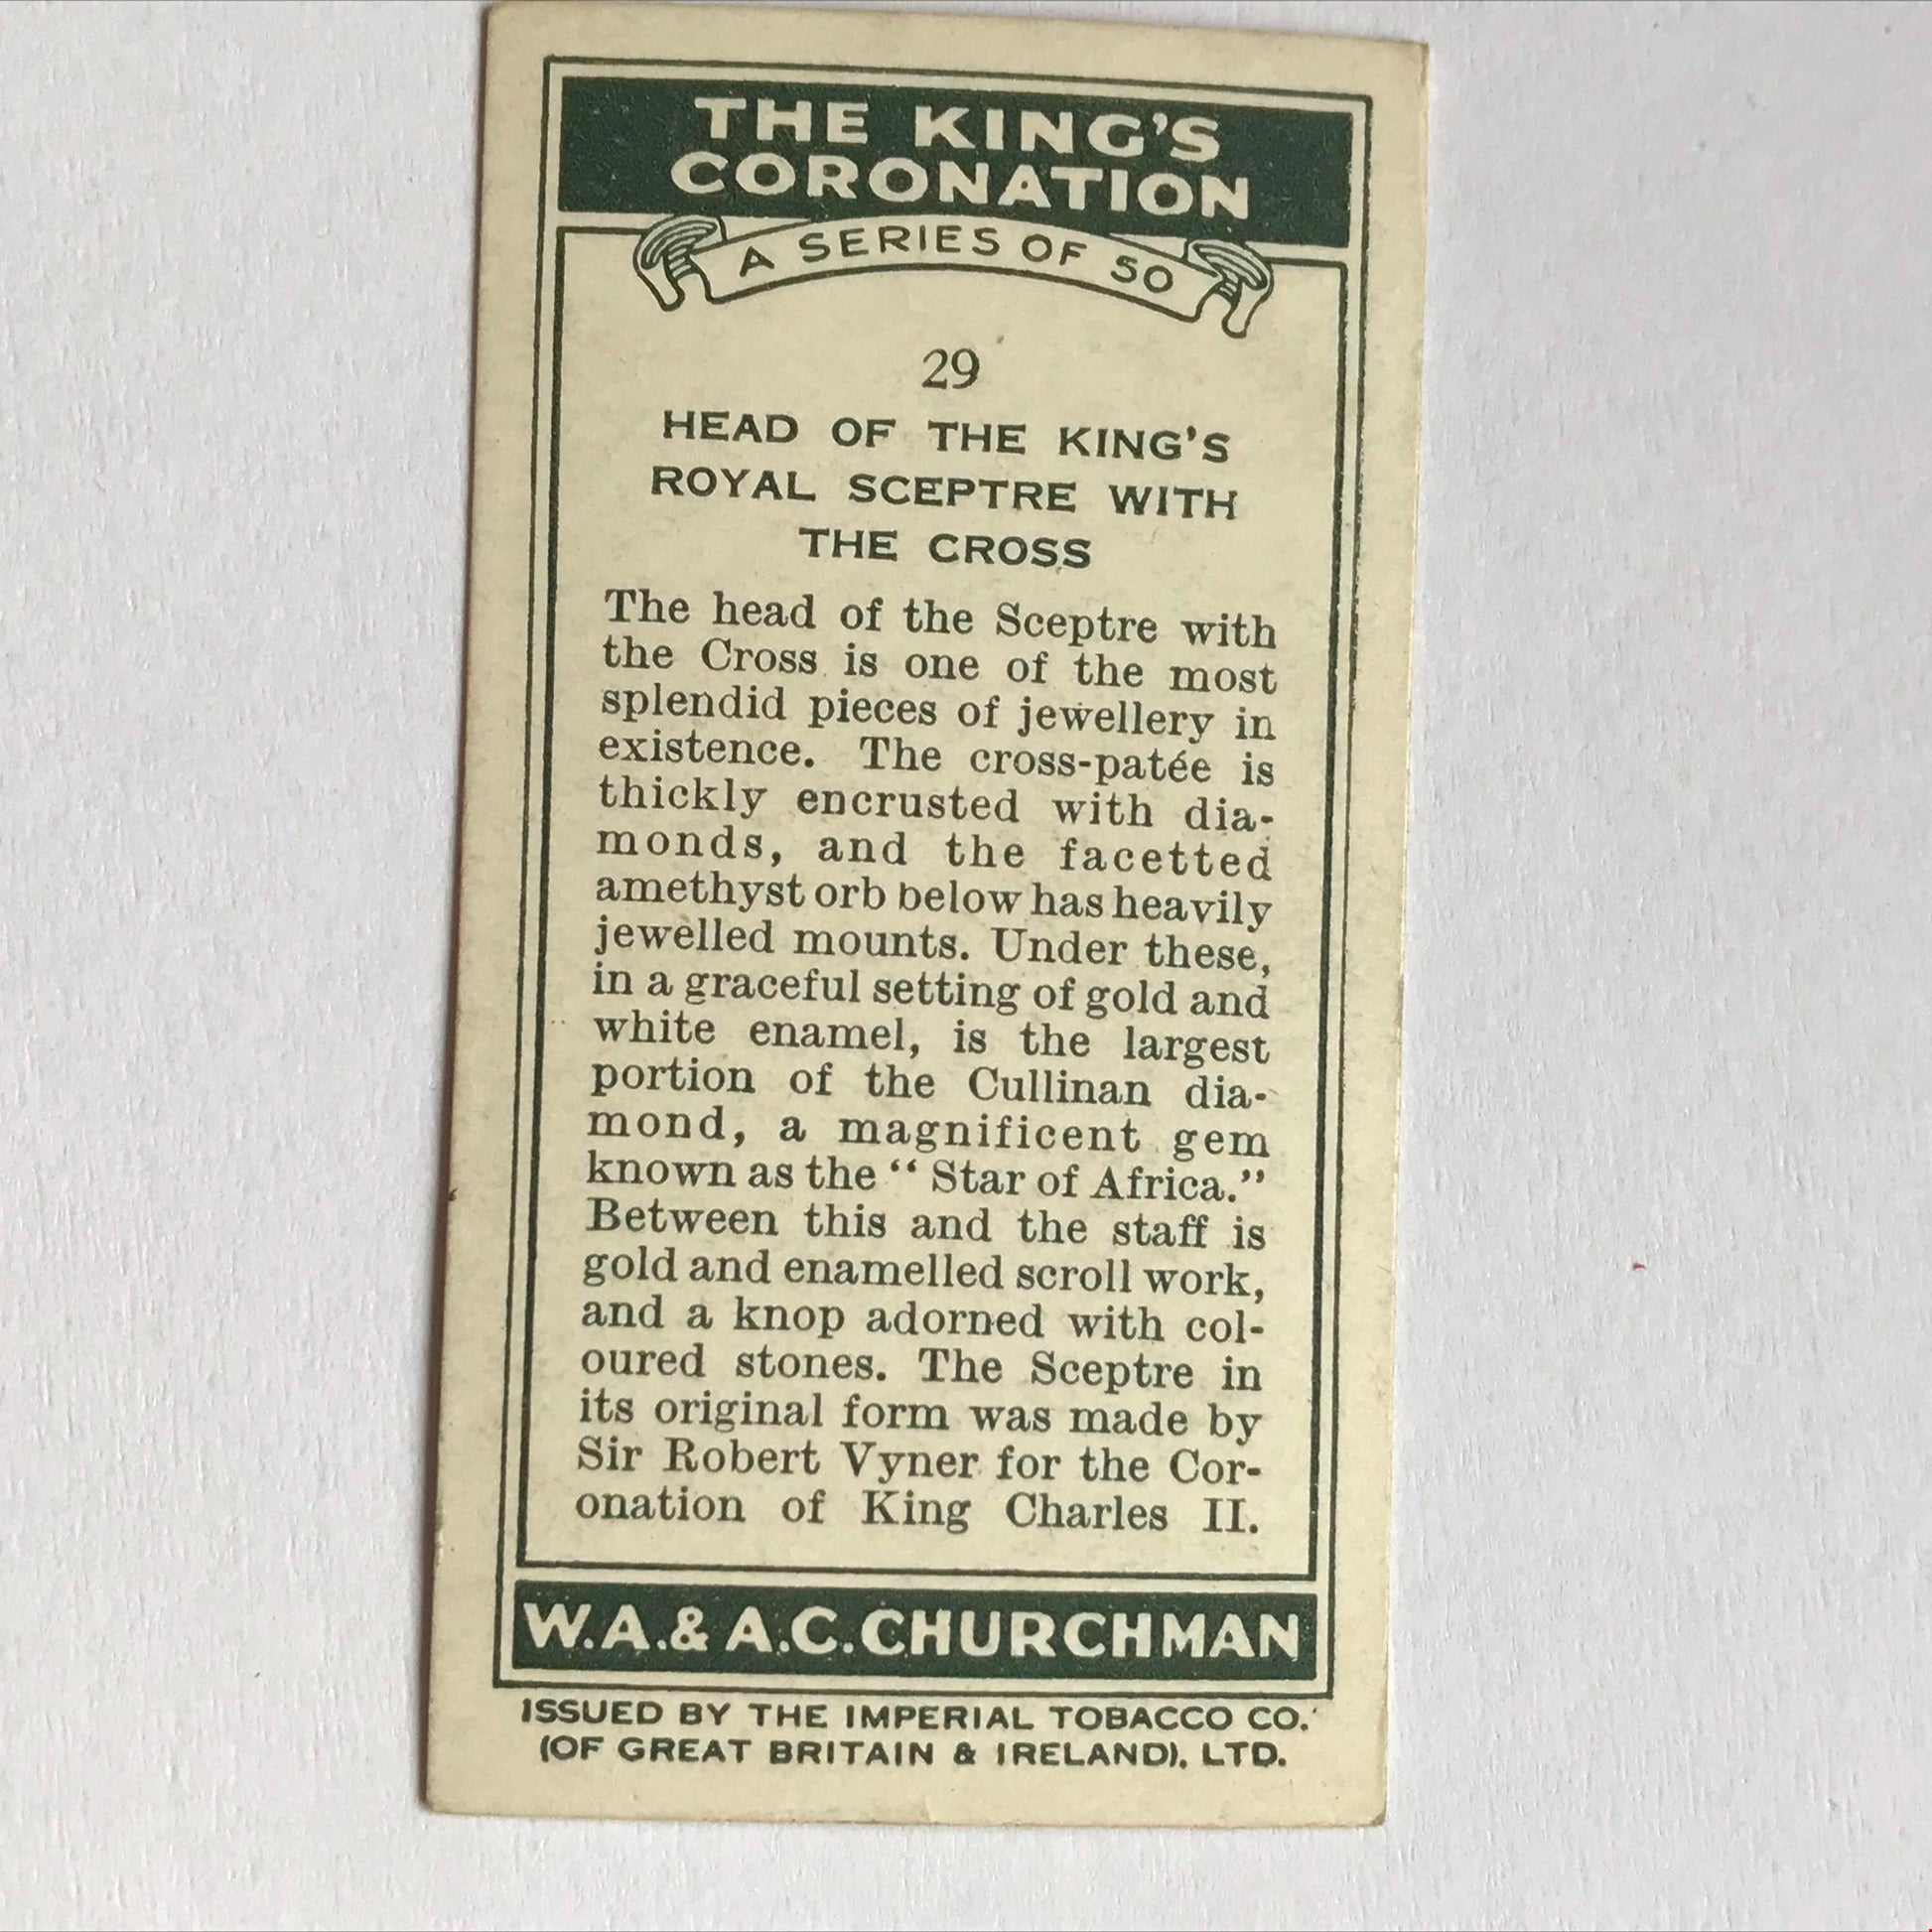 THE KING'S
CORONATION
A SERIES OF 50
29
HEAD OF THE KING'S
ROYAL SCEPTRE WITH
THE CROSS
The head of the Sceptre with
the Cross is one of the most
splendid pieces of jewellery in
existence. The cross-patée is
thickly encrusted with dia-
monds, and the facetted
amethyst orb below has heavily
jewelled mounts. Under these,
in a graceful setting of gold and
white enamel, is the largest
portion of the Cullinan dia-
mond, a magnificent gem
known as the “ Star of Africa.”
Between this and the staff is
gold and enamelled scroll work,
and a knop adorned with col-
oured stones. The Sceptre in
its original form was made by
Sir Robert Vyner for the Cor-
onation of King Charles II.
W.A.& A.C.CHURCHMAN
ISSUED BY THE IMPERIAL TOBACCO CO.
(OF GREAT BRITAIN & IRELAND), LTD.